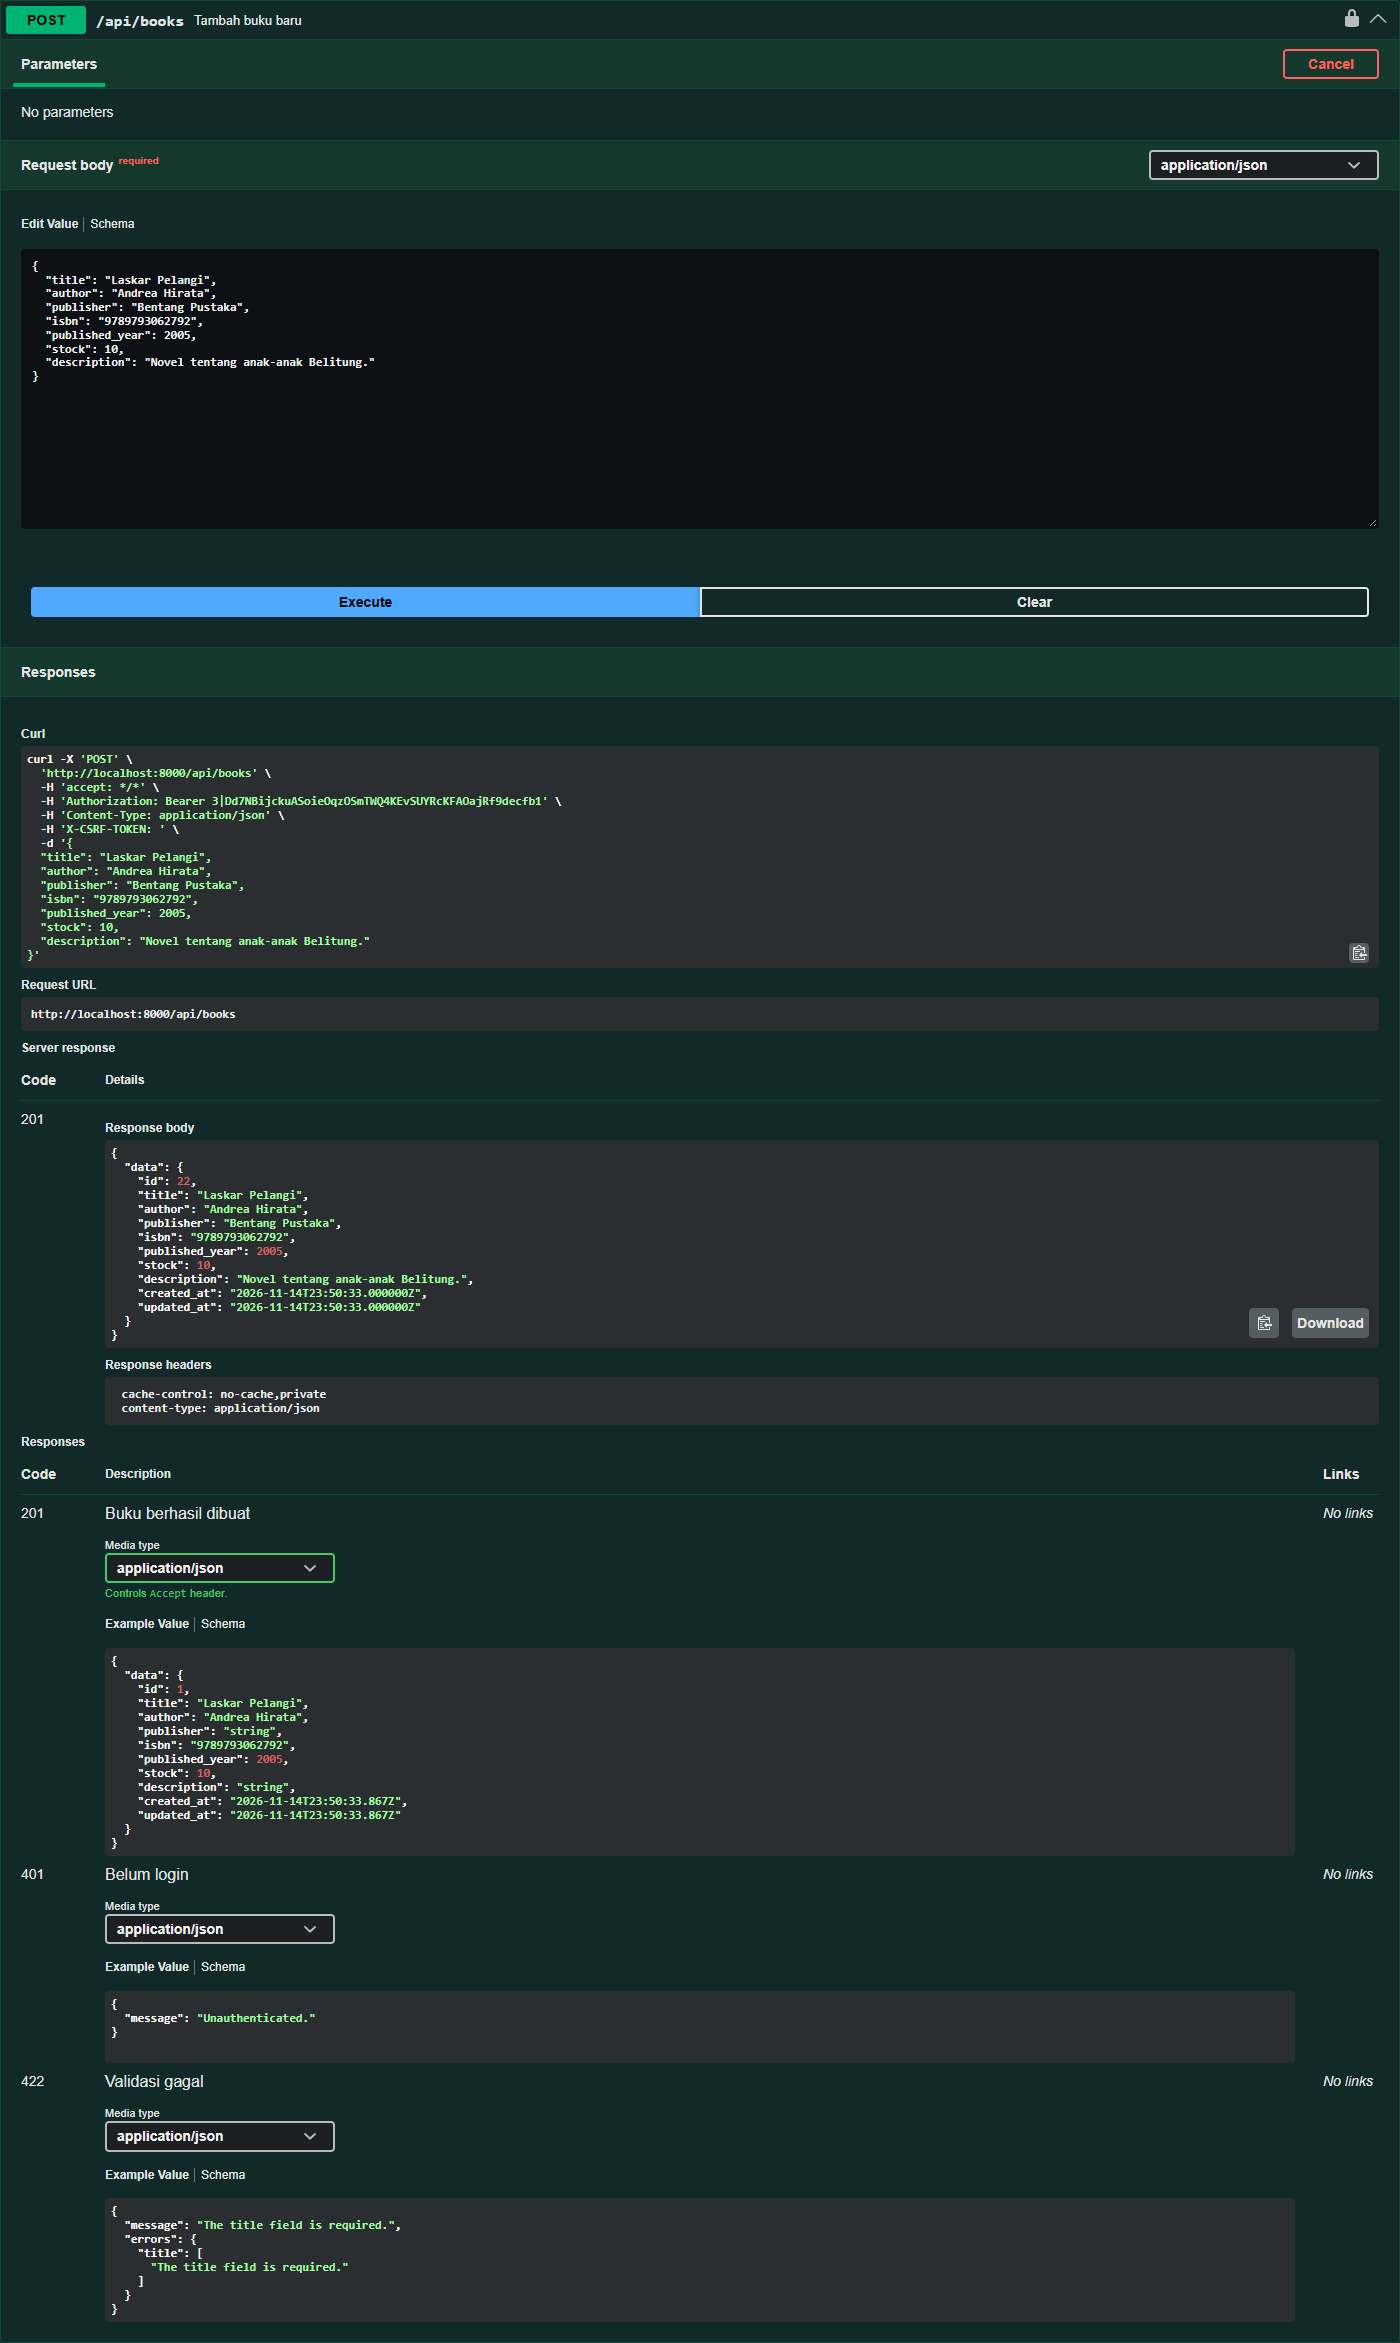 POST /api/books Tambah buku baru
Parameters
Cancel
No parameters
Request body required
application/json
Edit Value | Schema
{
  "title": "Laskar Pelangi",
  "author": "Andrea Hirata",
  "publisher": "Bentang Pustaka",
  "isbn": "9789793062792",
  "published_year": 2005,
  "stock": 10,
  "description": "Novel tentang anak-anak Belitung."
}
Execute
Clear
Responses
Curl
curl -X 'POST' \
  'http://localhost:8000/api/books' \
  -H 'accept: */*' \
  -H 'Authorization: Bearer 3|Dd7NBijckuASoieOqzOSmTWQ4KEvSUYRcKFAOajRf9decfb1' \
  -H 'Content-Type: application/json' \
  -H 'X-CSRF-TOKEN: ' \
  -d '{
  "title": "Laskar Pelangi",
  "author": "Andrea Hirata",
  "publisher": "Bentang Pustaka",
  "isbn": "9789793062792",
  "published_year": 2005,
  "stock": 10,
  "description": "Novel tentang anak-anak Belitung."
}'
Request URL
http://localhost:8000/api/books
Server response
Code Details
201
Response body
{
  "data": {
    "id": 22,
    "title": "Laskar Pelangi",
    "author": "Andrea Hirata",
    "publisher": "Bentang Pustaka",
    "isbn": "9789793062792",
    "published_year": 2005,
    "stock": 10,
    "description": "Novel tentang anak-anak Belitung.",
    "created_at": "2026-11-14T23:50:33.000000Z",
    "updated_at": "2026-11-14T23:50:33.000000Z"
  }
}
Download
Response headers
cache-control: no-cache,private
content-type: application/json
Responses
Code Description Links
201 Buku berhasil dibuat No links
Media type
application/json
Controls Accept header.
Example Value | Schema
{
  "data": {
    "id": 1,
    "title": "Laskar Pelangi",
    "author": "Andrea Hirata",
    "publisher": "string",
    "isbn": "9789793062792",
    "published_year": 2005,
    "stock": 10,
    "description": "string",
    "created_at": "2026-11-14T23:50:33.867Z",
    "updated_at": "2026-11-14T23:50:33.867Z"
  }
}
401 Belum login No links
Media type
application/json
Example Value | Schema
{
  "message": "Unauthenticated."
}
422 Validasi gagal No links
Media type
application/json
Example Value | Schema
{
  "message": "The title field is required.",
  "errors": {
    "title": [
      "The title field is required."
    ]
  }
}